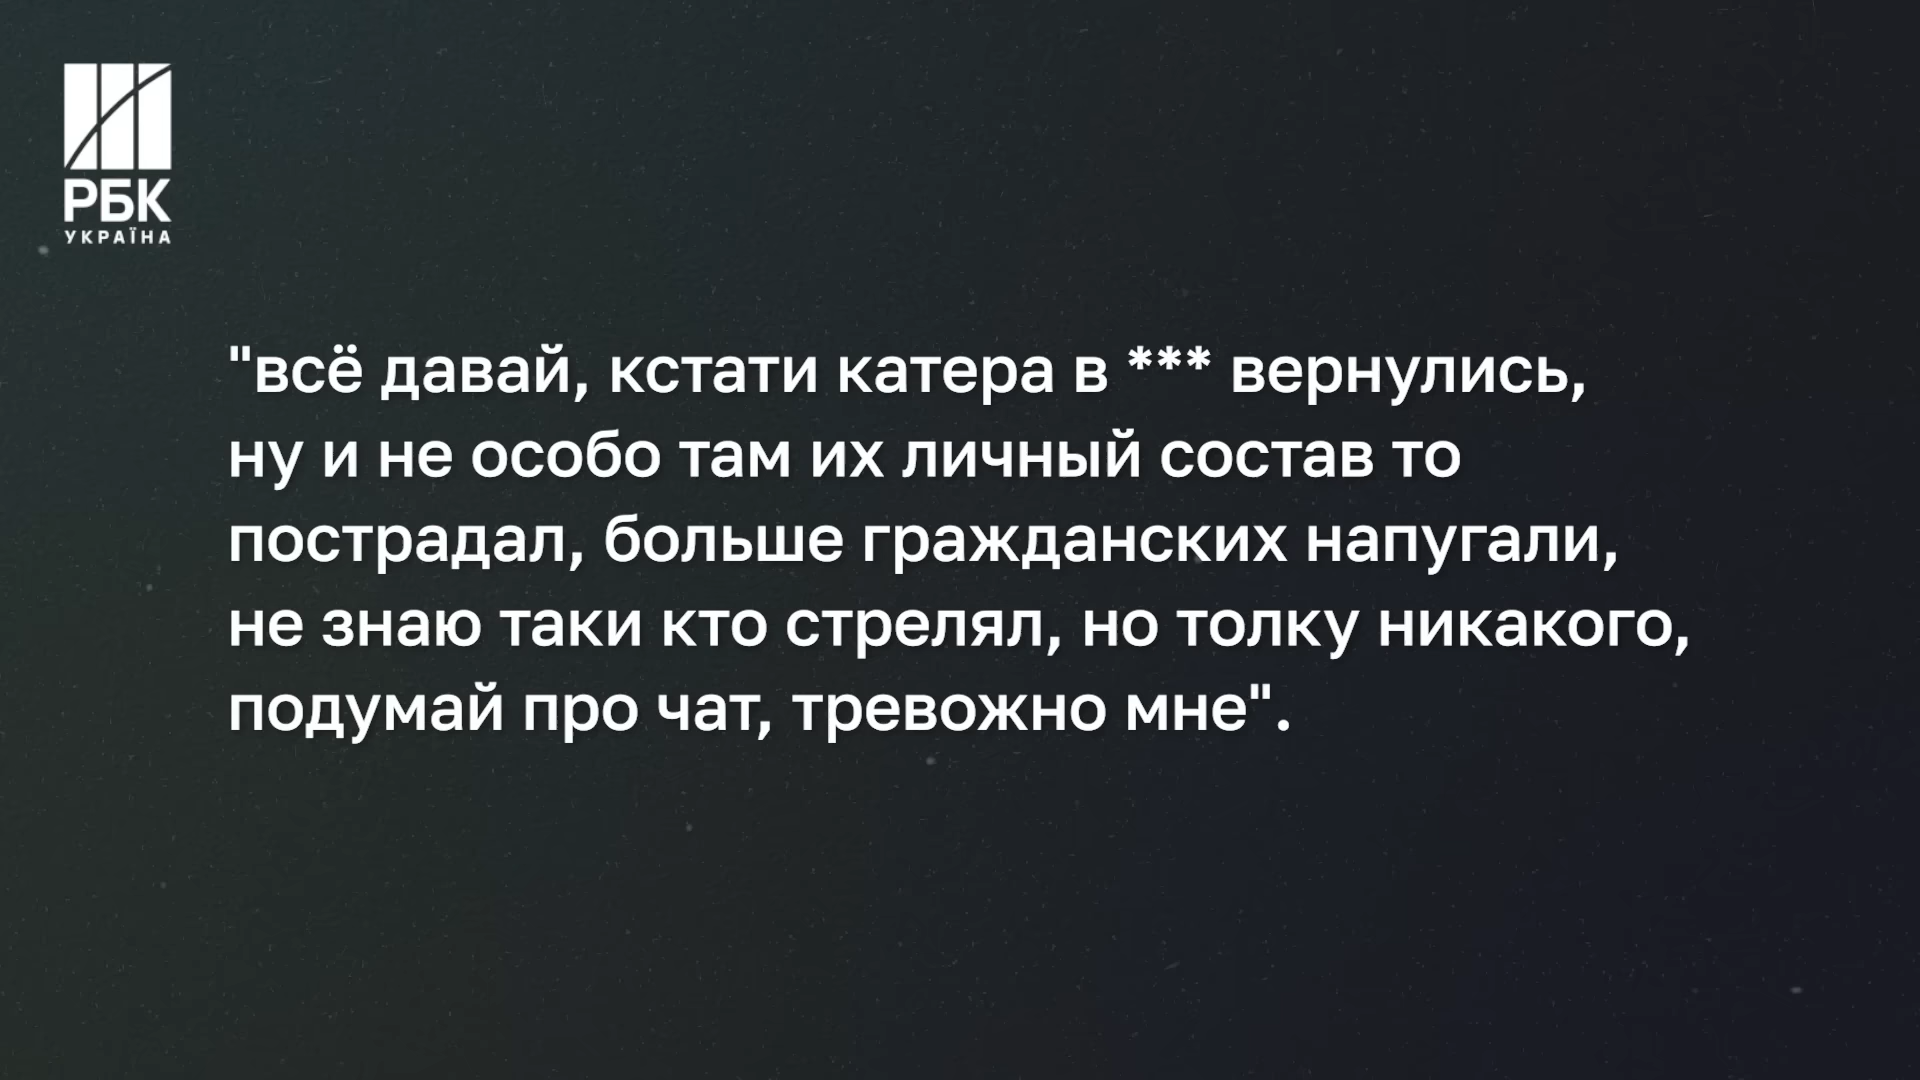 РБК
УКРАЇНА
"всё давай, кстати катера в *** вернулись,
ну и не особо там их личный состав то
пострадал, больше гражданских напугали,
не знаю таки кто стрелял, но толку никакого,
подумай про чат, тревожно мне".